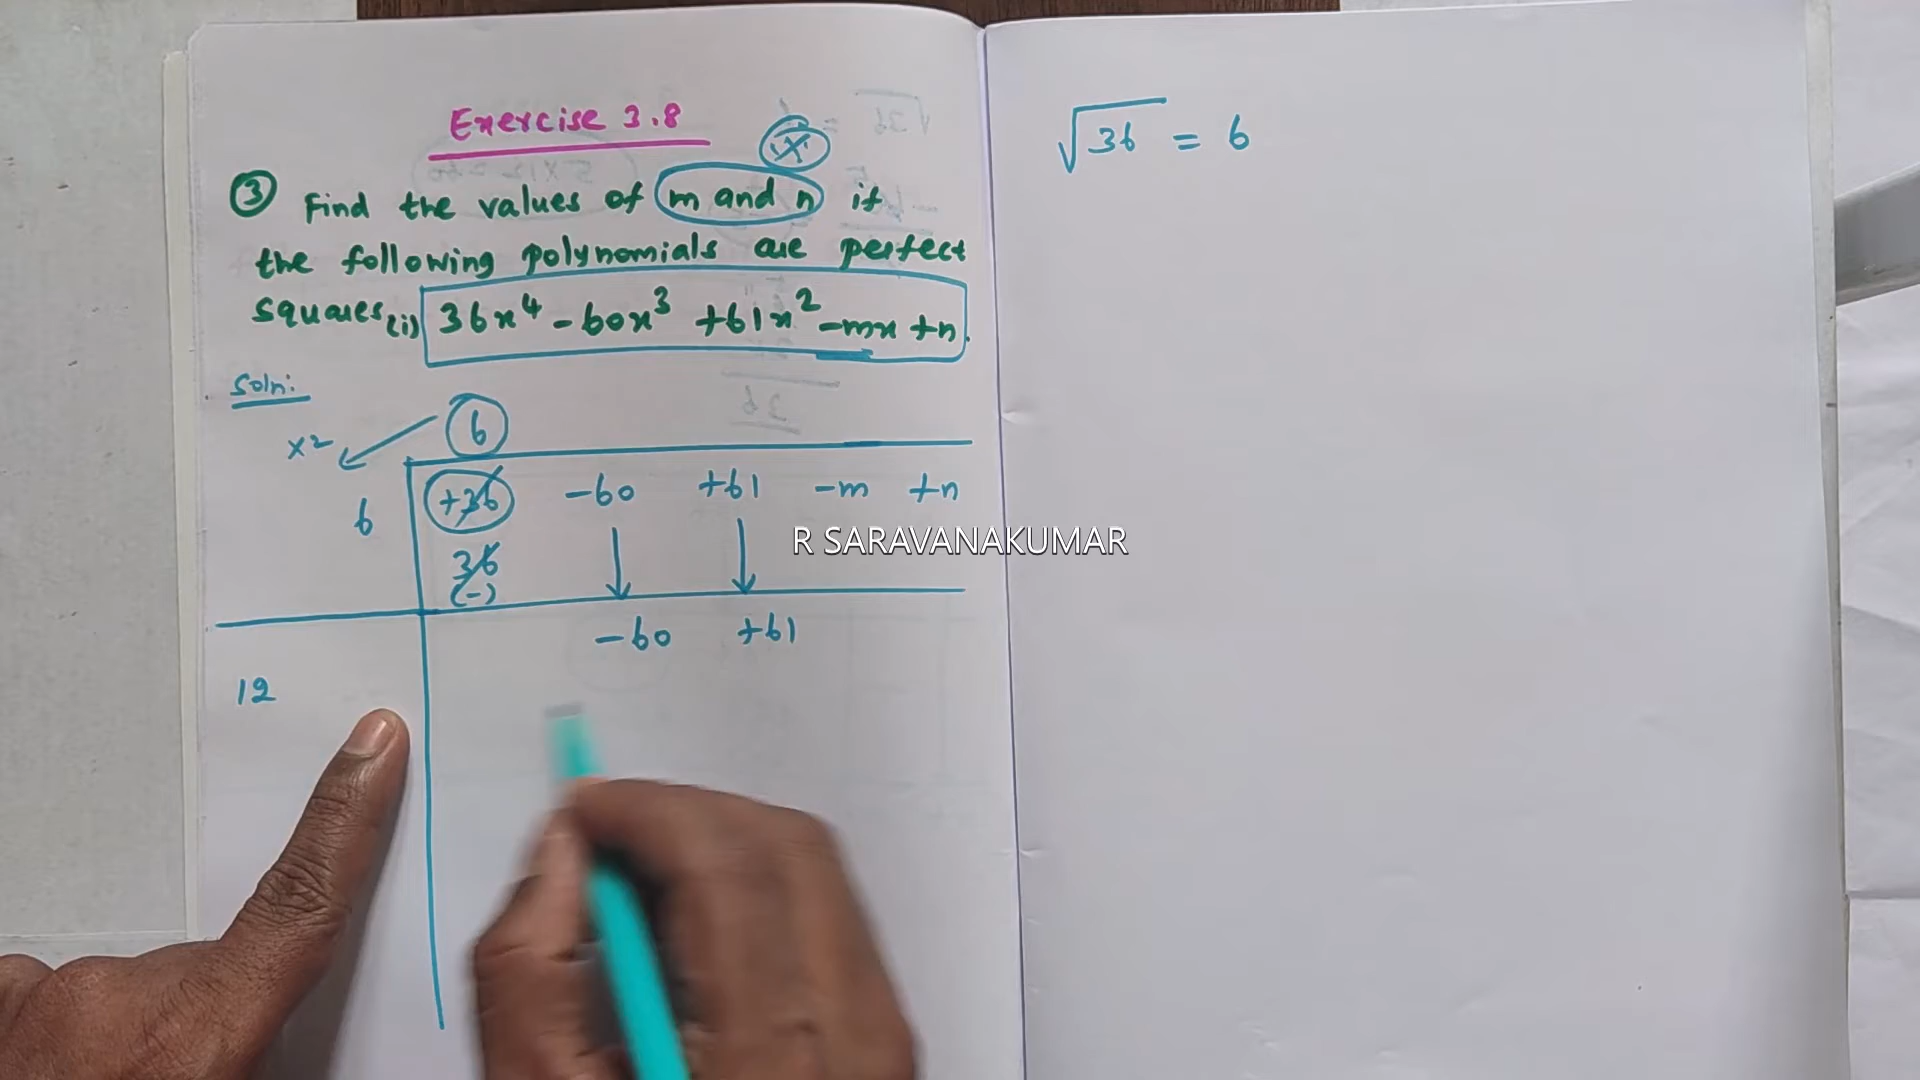 Exercise 3.8
③ Find the values of m and n if
the following polynomials are perfect
squares (i) 36x⁴ - 60x³ + 61x² - mx + n.
Soln:
×2 6
6 +36 -60 +61 -m +n
36
(-)
-60 +61
12
√36 = 6
R SARAVANAKUMAR